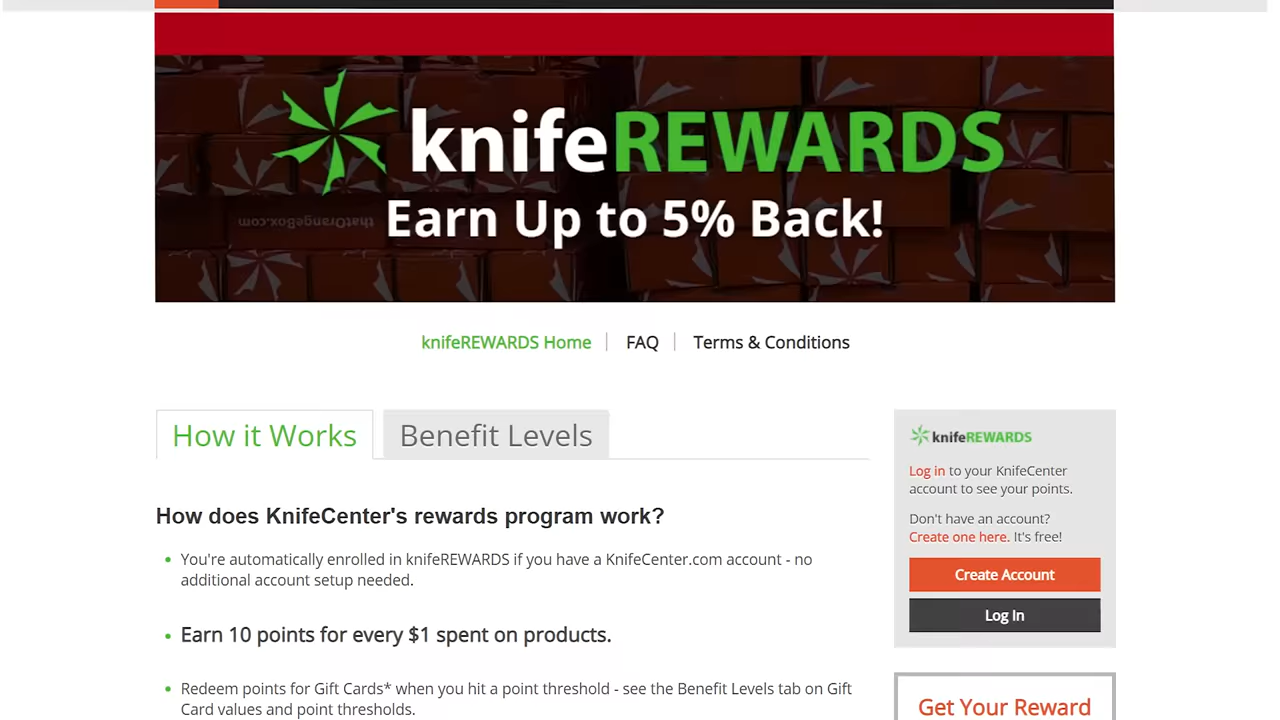 knifeREWARDS
Earn Up to 5% Back!
thatOrangeBox.com
knifeREWARDS Home
FAQ
Terms & Conditions
How it Works
Benefit Levels
knifeREWARDS
Log in to your KnifeCenter
account to see your points.
Don't have an account?
Create one here. It's free!
Create Account
Log In
How does KnifeCenter's rewards program work?
You're automatically enrolled in knifeREWARDS if you have a KnifeCenter.com account - no
additional account setup needed.
Earn 10 points for every $1 spent on products.
Redeem points for Gift Cards* when you hit a point threshold - see the Benefit Levels tab on Gift
Card values and point thresholds.
Get Your Reward